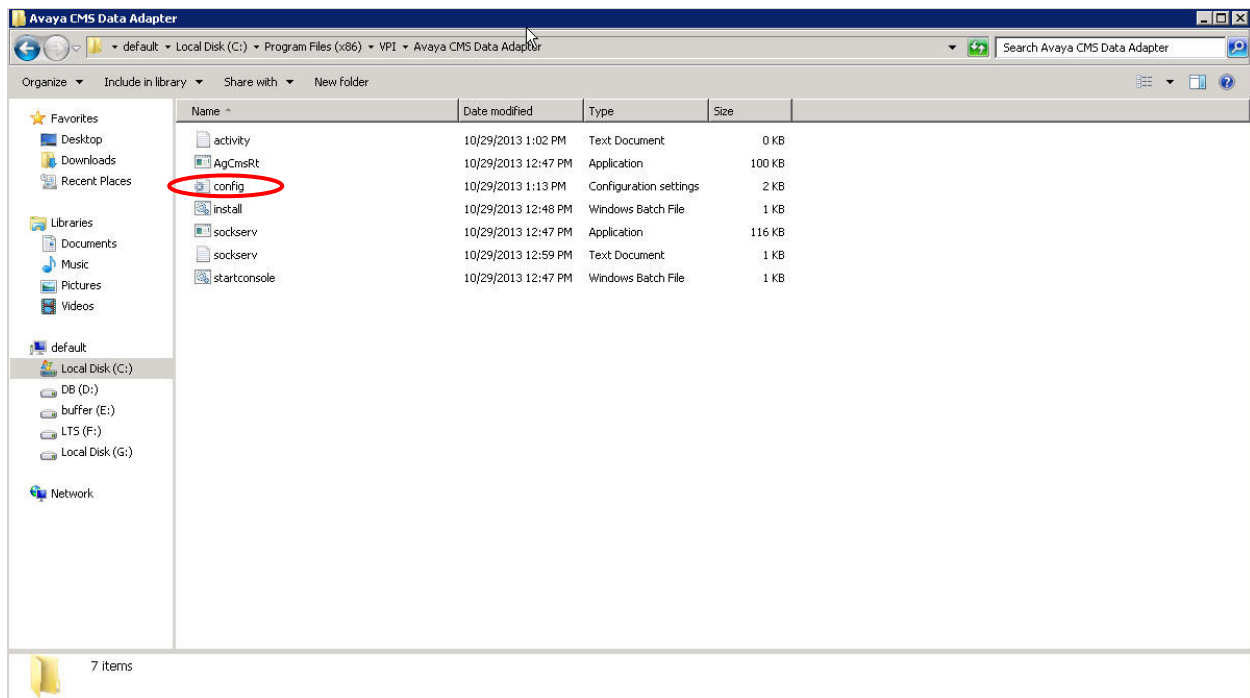 Avaya CMS Data Adapter
default Local Disk (C:) Program Files (x86) VPI Avaya CMS Data Adapter
Search Avaya CMS Data Adapter
Organize Include in library Share with New folder
Favorites
Desktop
Downloads
Recent Places
Libraries
Documents
Music
Pictures
Videos
default
Local Disk (C:)
DB (D:)
buffer (E:)
LTS (F:)
Local Disk (G:)
Network
Name Date modified Type Size
activity 10/29/2013 1:02 PM Text Document 0 KB
AgCmsRt 10/29/2013 12:47 PM Application 100 KB
config 10/29/2013 1:13 PM Configuration settings 2 KB
install 10/29/2013 12:48 PM Windows Batch File 1 KB
sockserv 10/29/2013 12:47 PM Application 116 KB
sockserv 10/29/2013 12:59 PM Text Document 1 KB
startconsole 10/29/2013 12:47 PM Windows Batch File 1 KB
7 items